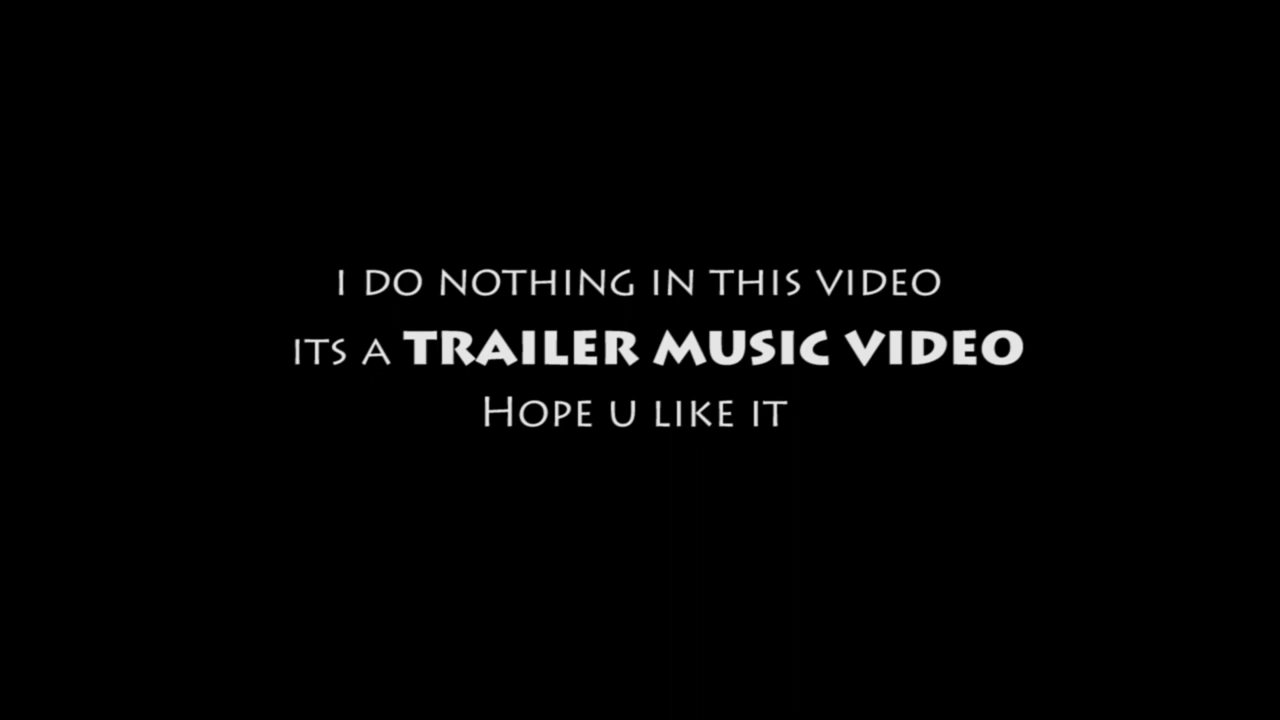 I DO NOTHING IN THIS VIDEO
ITS A TRAILER MUSIC VIDEO
HOPE U LIKE IT